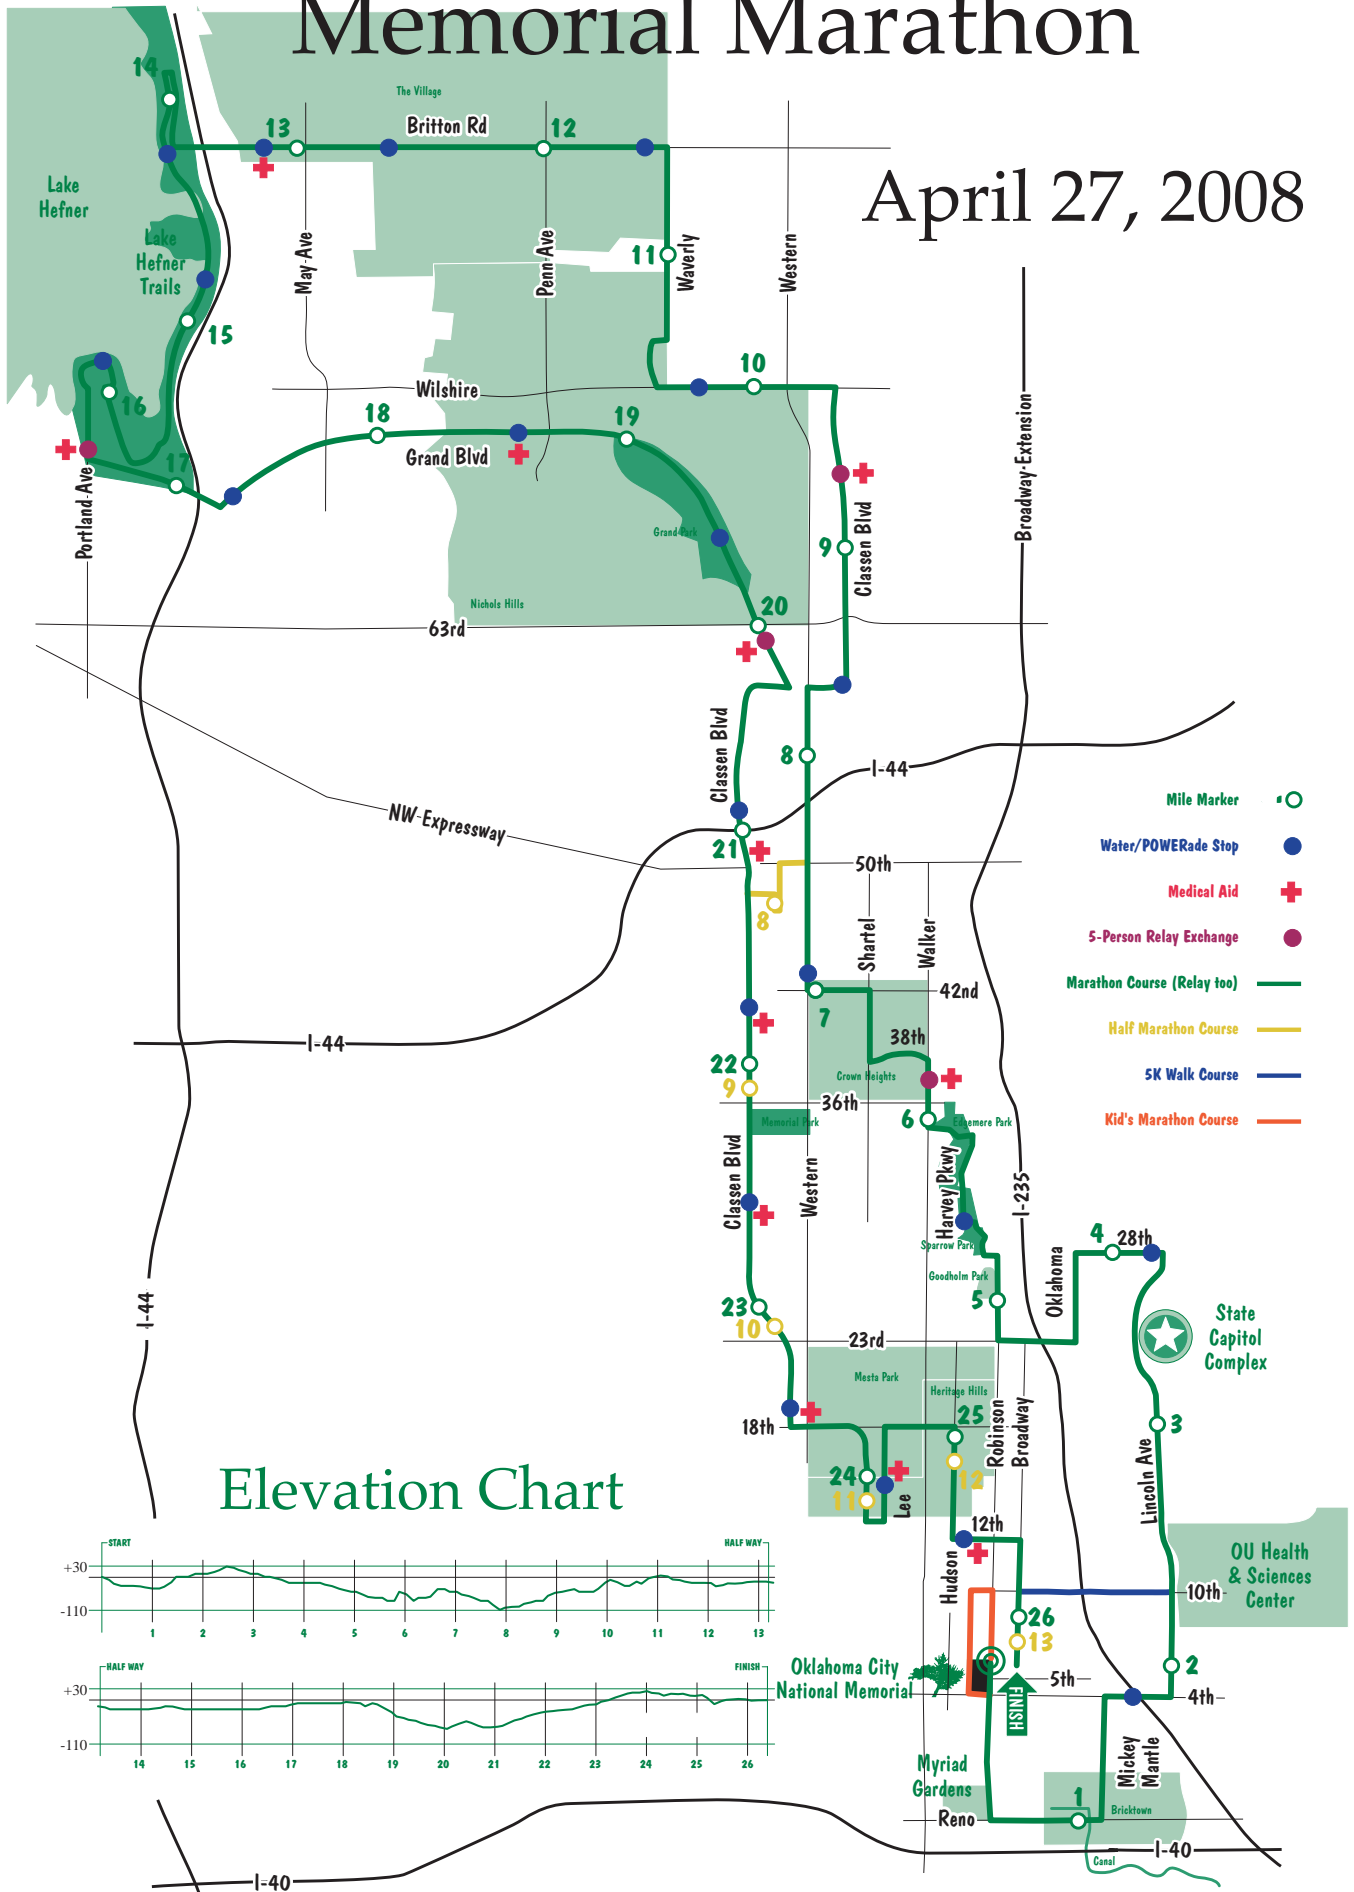 Memorial Marathon
April 27, 2008
14
The Village
13
Britton Rd
12
Lake
Hefner
Lake
Hefner
Trails
May Ave
Penn Ave
11
Waverly
Western
15
10
Wilshire
16
18
19
Grand Blvd
17
Portland Ave
Broadway Extension
Classen Blvd
9
Grand Park
Nichols Hills
20
63rd
Classen Blvd
8
I-44
NW Expressway
21
50th
8
Shartel
Walker
42nd
7
38th
I-44
22
9
Crown Heights
36th
6
Memorial Park
Edgemere Park
Classen Blvd
Western
Harvey Pkwy
I-235
Sparrow Park
4
28th
Goodholm Park
5
Oklahoma
I-44
23
10
23rd
State
Capitol
Complex
Mesta Park
Heritage Hills
25
Robinson
Broadway
18th
3
24
11
12
Lee
Lincoln Ave
12th
Hudson
OU Health
& Sciences
Center
10th
26
13
Oklahoma City
National Memorial
5th
2
4th
FINISH
Myriad
Gardens
Mickey
Mantle
1
Bricktown
Reno
I-40
Canal
I-40
Mile Marker
Water/POWERade Stop
Medical Aid
5-Person Relay Exchange
Marathon Course (Relay too)
Half Marathon Course
5K Walk Course
Kid's Marathon Course
Elevation Chart
START
HALF WAY
+30
-110
1 2 3 4 5 6 7 8 9 10 11 12 13
HALF WAY
FINISH
+30
-110
14 15 16 17 18 19 20 21 22 23 24 25 26